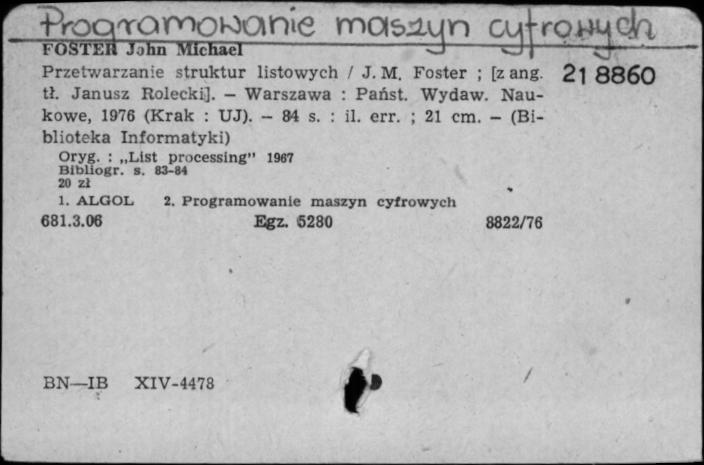 Programowanie maszyn cyfrowych
FOSTER John Michael
Przetwarzanie struktur listowych / J. M. Foster ; [z ang. 21 8860
tł. Janusz Rolecki]. — Warszawa : Państ. Wydaw. Nau-
kowe, 1976 (Krak : UJ). — 84 s. : il. err. ; 21 cm. — (Bi-
blioteka Informatyki)
Oryg. : „List processing” 1967
Bibliogr. s. 83-84
20 zł
1. ALGOL 2. Programowanie maszyn cyfrowych
681.3.06 Egz. 5280 8822/76
BN—IB XIV-4478